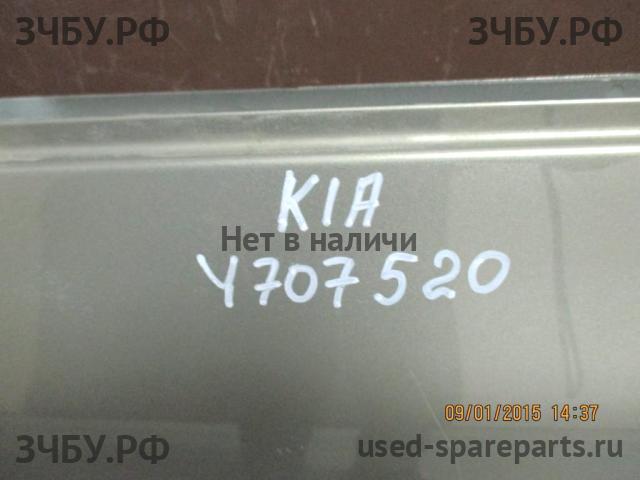 ЗЧБУ.РФ ЗЧБУ.РФ
KIA
Нет в наличи
Y707520
09/01/2015 14:37
ЗЧБУ.РФ used-spareparts.ru